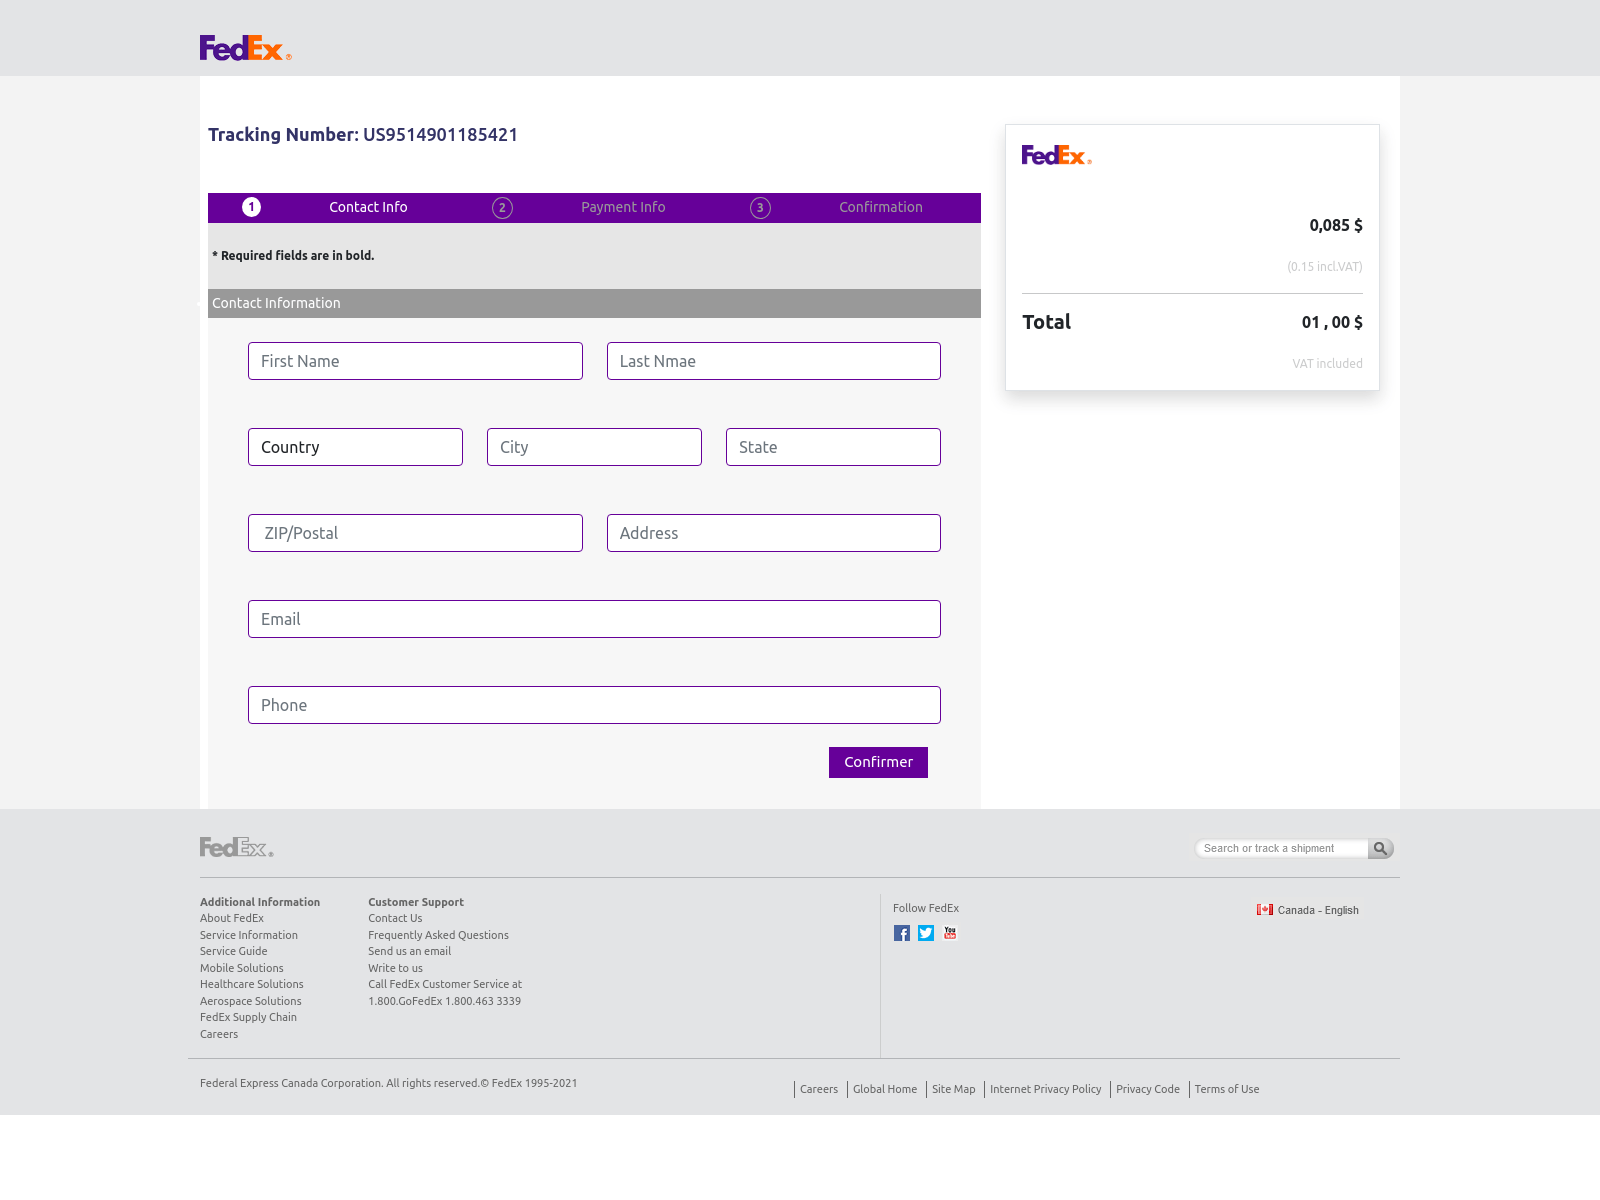 FedEx®
Tracking Number: US9514901185421
1 Contact Info 2 Payment Info 3 Confirmation
* Required fields are in bold.
Contact Information
First Name Last Nmae
Country City State
ZIP/Postal Address
Email
Phone
Confirmer
FedEx®
0,085 $
(0.15 incl.VAT)
Total 01 , 00 $
VAT included
FedEx®
Search or track a shipment
Additional Information
About FedEx
Service Information
Service Guide
Mobile Solutions
Healthcare Solutions
Aerospace Solutions
FedEx Supply Chain
Careers
Customer Support
Contact Us
Frequently Asked Questions
Send us an email
Write to us
Call FedEx Customer Service at
1.800.GoFedEx 1.800.463 3339
Follow FedEx
You Tube
Canada - English
Federal Express Canada Corporation. All rights reserved.© FedEx 1995-2021
Careers Global Home Site Map Internet Privacy Policy Privacy Code Terms of Use